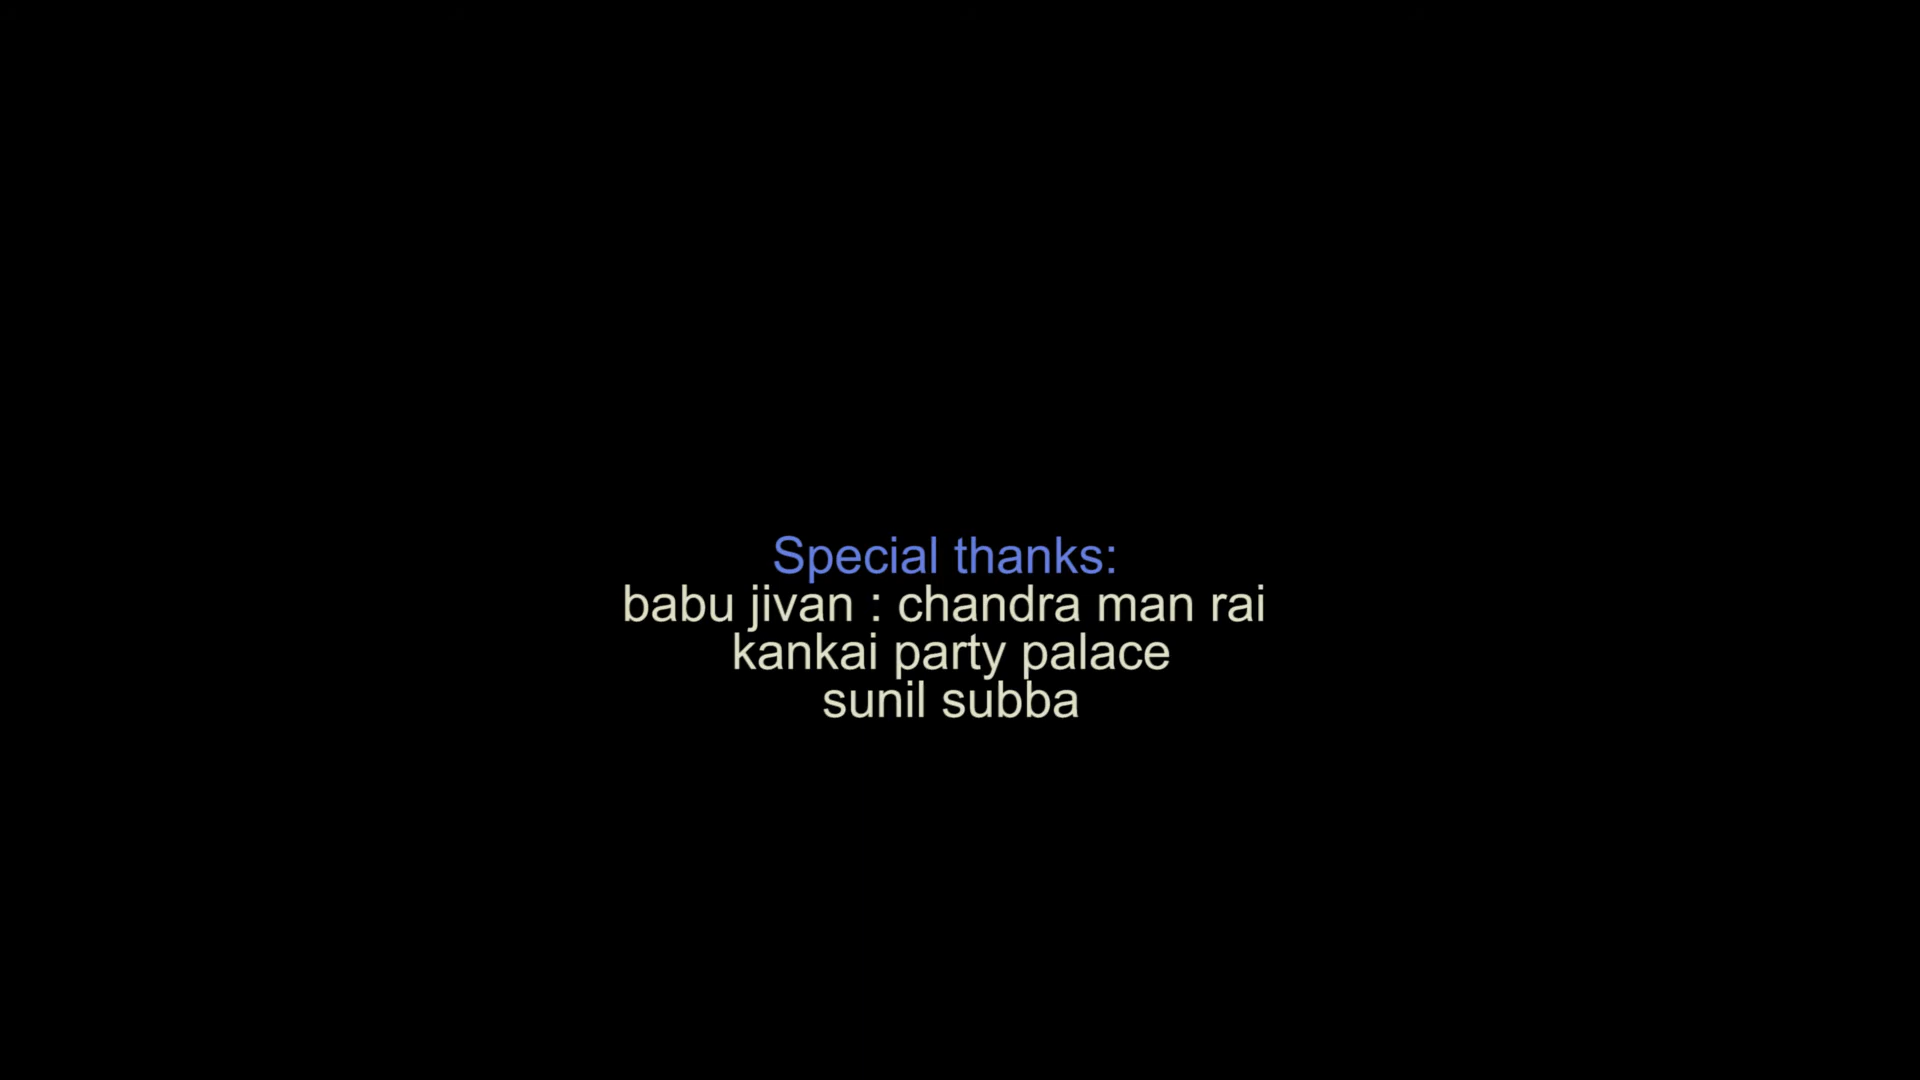 Special thanks:
babu jivan : chandra man rai
kankai party palace
sunil subba